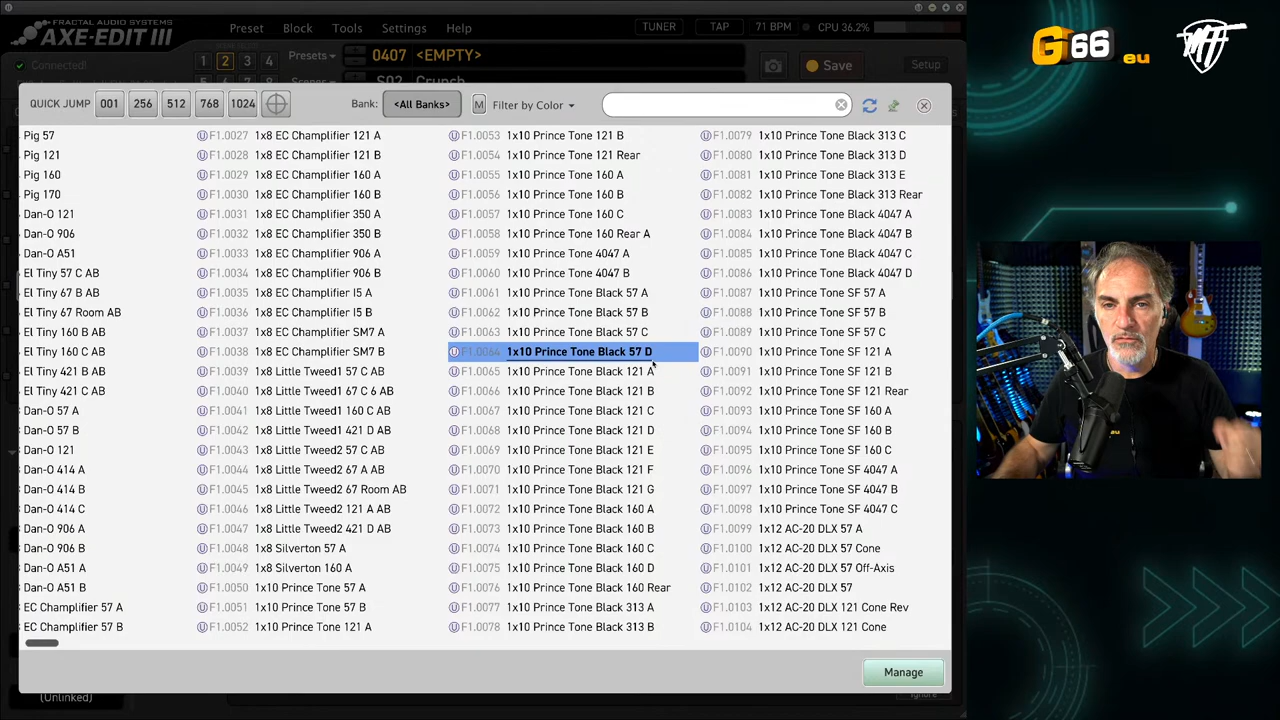 FRACTAL AUDIO SYSTEMS
AXE-EDIT III
Preset Block Tools Settings Help
TUNER TAP 71 BPM CPU 36.2%
Connected!
1 2 3 4
Presets
0407 <EMPTY>
S02 Crunch
Save
Setup
QUICK JUMP 001 256 512 768 1024
Bank: <All Banks> M Filter by Color
Pig 57
Pig 121
Pig 160
Pig 170
Dan-O 121
Dan-O 906
Dan-O A51
El Tiny 57 C AB
El Tiny 67 B AB
El Tiny 67 Room AB
El Tiny 160 B AB
El Tiny 160 C AB
El Tiny 421 B AB
El Tiny 421 C AB
Dan-O 57 A
Dan-O 57 B
Dan-O 121
Dan-O 414 A
Dan-O 414 B
Dan-O 414 C
Dan-O 906 A
Dan-O 906 B
Dan-O A51 A
Dan-O A51 B
EC Champlifier 57 A
EC Champlifier 57 B
U F1.0027 1x8 EC Champlifier 121 A
U F1.0028 1x8 EC Champlifier 121 B
U F1.0029 1x8 EC Champlifier 160 A
U F1.0030 1x8 EC Champlifier 160 B
U F1.0031 1x8 EC Champlifier 350 A
U F1.0032 1x8 EC Champlifier 350 B
U F1.0033 1x8 EC Champlifier 906 A
U F1.0034 1x8 EC Champlifier 906 B
U F1.0035 1x8 EC Champlifier I5 A
U F1.0036 1x8 EC Champlifier I5 B
U F1.0037 1x8 EC Champlifier SM7 A
U F1.0038 1x8 EC Champlifier SM7 B
U F1.0039 1x8 Little Tweed1 57 C AB
U F1.0040 1x8 Little Tweed1 67 C 6 AB
U F1.0041 1x8 Little Tweed1 160 C AB
U F1.0042 1x8 Little Tweed1 421 D AB
U F1.0043 1x8 Little Tweed2 57 C AB
U F1.0044 1x8 Little Tweed2 67 A AB
U F1.0045 1x8 Little Tweed2 67 Room AB
U F1.0046 1x8 Little Tweed2 121 A AB
U F1.0047 1x8 Little Tweed2 421 D AB
U F1.0048 1x8 Silverton 57 A
U F1.0049 1x8 Silverton 160 A
U F1.0050 1x10 Prince Tone 57 A
U F1.0051 1x10 Prince Tone 57 B
U F1.0052 1x10 Prince Tone 121 A
U F1.0053 1x10 Prince Tone 121 B
U F1.0054 1x10 Prince Tone 121 Rear
U F1.0055 1x10 Prince Tone 160 A
U F1.0056 1x10 Prince Tone 160 B
U F1.0057 1x10 Prince Tone 160 C
U F1.0058 1x10 Prince Tone 160 Rear A
U F1.0059 1x10 Prince Tone 4047 A
U F1.0060 1x10 Prince Tone 4047 B
U F1.0061 1x10 Prince Tone Black 57 A
U F1.0062 1x10 Prince Tone Black 57 B
U F1.0063 1x10 Prince Tone Black 57 C
U F1.0064 1x10 Prince Tone Black 57 D
U F1.0065 1x10 Prince Tone Black 121 A
U F1.0066 1x10 Prince Tone Black 121 B
U F1.0067 1x10 Prince Tone Black 121 C
U F1.0068 1x10 Prince Tone Black 121 D
U F1.0069 1x10 Prince Tone Black 121 E
U F1.0070 1x10 Prince Tone Black 121 F
U F1.0071 1x10 Prince Tone Black 121 G
U F1.0072 1x10 Prince Tone Black 160 A
U F1.0073 1x10 Prince Tone Black 160 B
U F1.0074 1x10 Prince Tone Black 160 C
U F1.0075 1x10 Prince Tone Black 160 D
U F1.0076 1x10 Prince Tone Black 160 Rear
U F1.0077 1x10 Prince Tone Black 313 A
U F1.0078 1x10 Prince Tone Black 313 B
U F1.0079 1x10 Prince Tone Black 313 C
U F1.0080 1x10 Prince Tone Black 313 D
U F1.0081 1x10 Prince Tone Black 313 E
U F1.0082 1x10 Prince Tone Black 313 Rear
U F1.0083 1x10 Prince Tone Black 4047 A
U F1.0084 1x10 Prince Tone Black 4047 B
U F1.0085 1x10 Prince Tone Black 4047 C
U F1.0086 1x10 Prince Tone Black 4047 D
U F1.0087 1x10 Prince Tone SF 57 A
U F1.0088 1x10 Prince Tone SF 57 B
U F1.0089 1x10 Prince Tone SF 57 C
U F1.0090 1x10 Prince Tone SF 121 A
U F1.0091 1x10 Prince Tone SF 121 B
U F1.0092 1x10 Prince Tone SF 121 Rear
U F1.0093 1x10 Prince Tone SF 160 A
U F1.0094 1x10 Prince Tone SF 160 B
U F1.0095 1x10 Prince Tone SF 160 C
U F1.0096 1x10 Prince Tone SF 4047 A
U F1.0097 1x10 Prince Tone SF 4047 B
U F1.0098 1x10 Prince Tone SF 4047 C
U F1.0099 1x12 AC-20 DLX 57 A
U F1.0100 1x12 AC-20 DLX 57 Cone
U F1.0101 1x12 AC-20 DLX 57 Off-Axis
U F1.0102 1x12 AC-20 DLX 57
U F1.0103 1x12 AC-20 DLX 121 Cone Rev
U F1.0104 1x12 AC-20 DLX 121 Cone
Manage
(Unlinked)
Ignore
G66
eu
MT